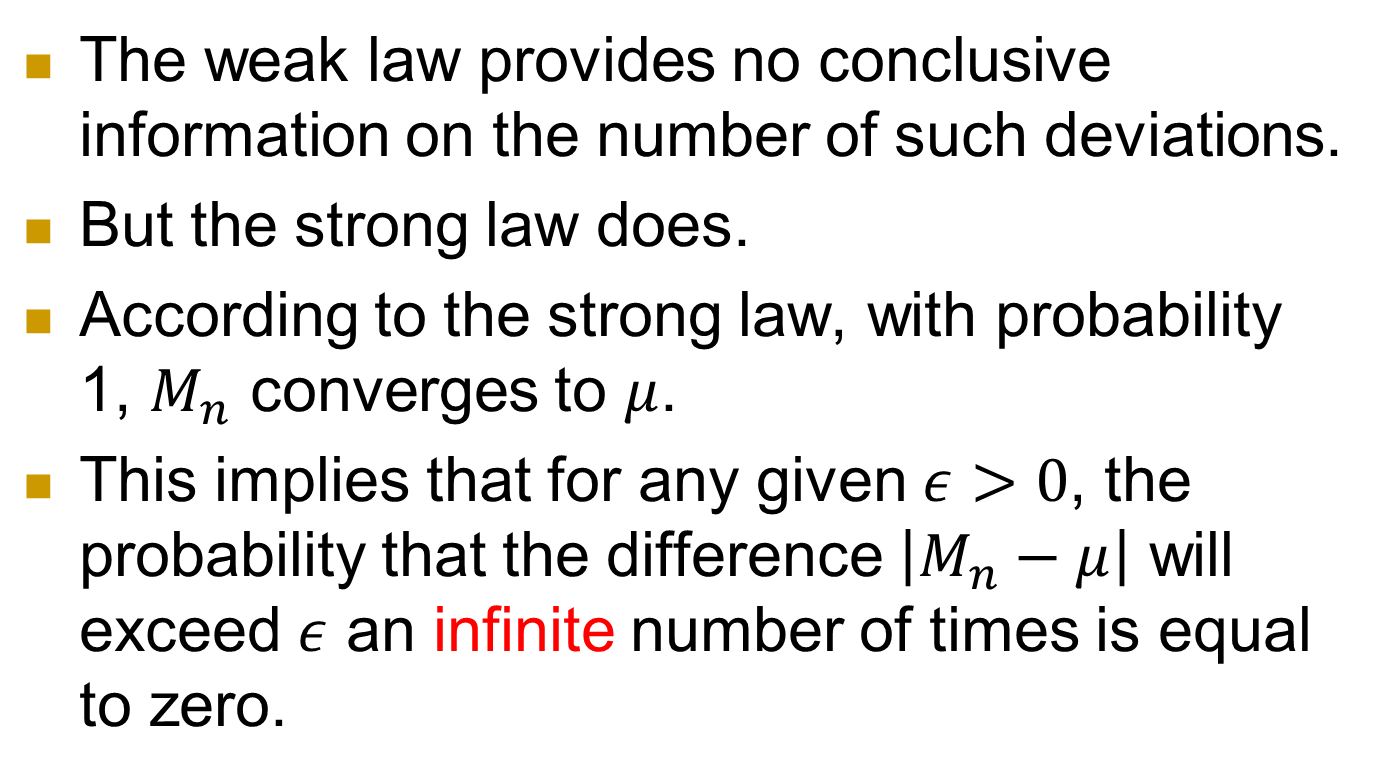 The weak law provides no conclusive
information on the number of such deviations.
But the strong law does.
According to the strong law, with probability
1, 𝑀ₙ converges to 𝜇.
This implies that for any given 𝜖 > 0, the
probability that the difference |𝑀ₙ − 𝜇| will
exceed 𝜖 an infinite number of times is equal
to zero.